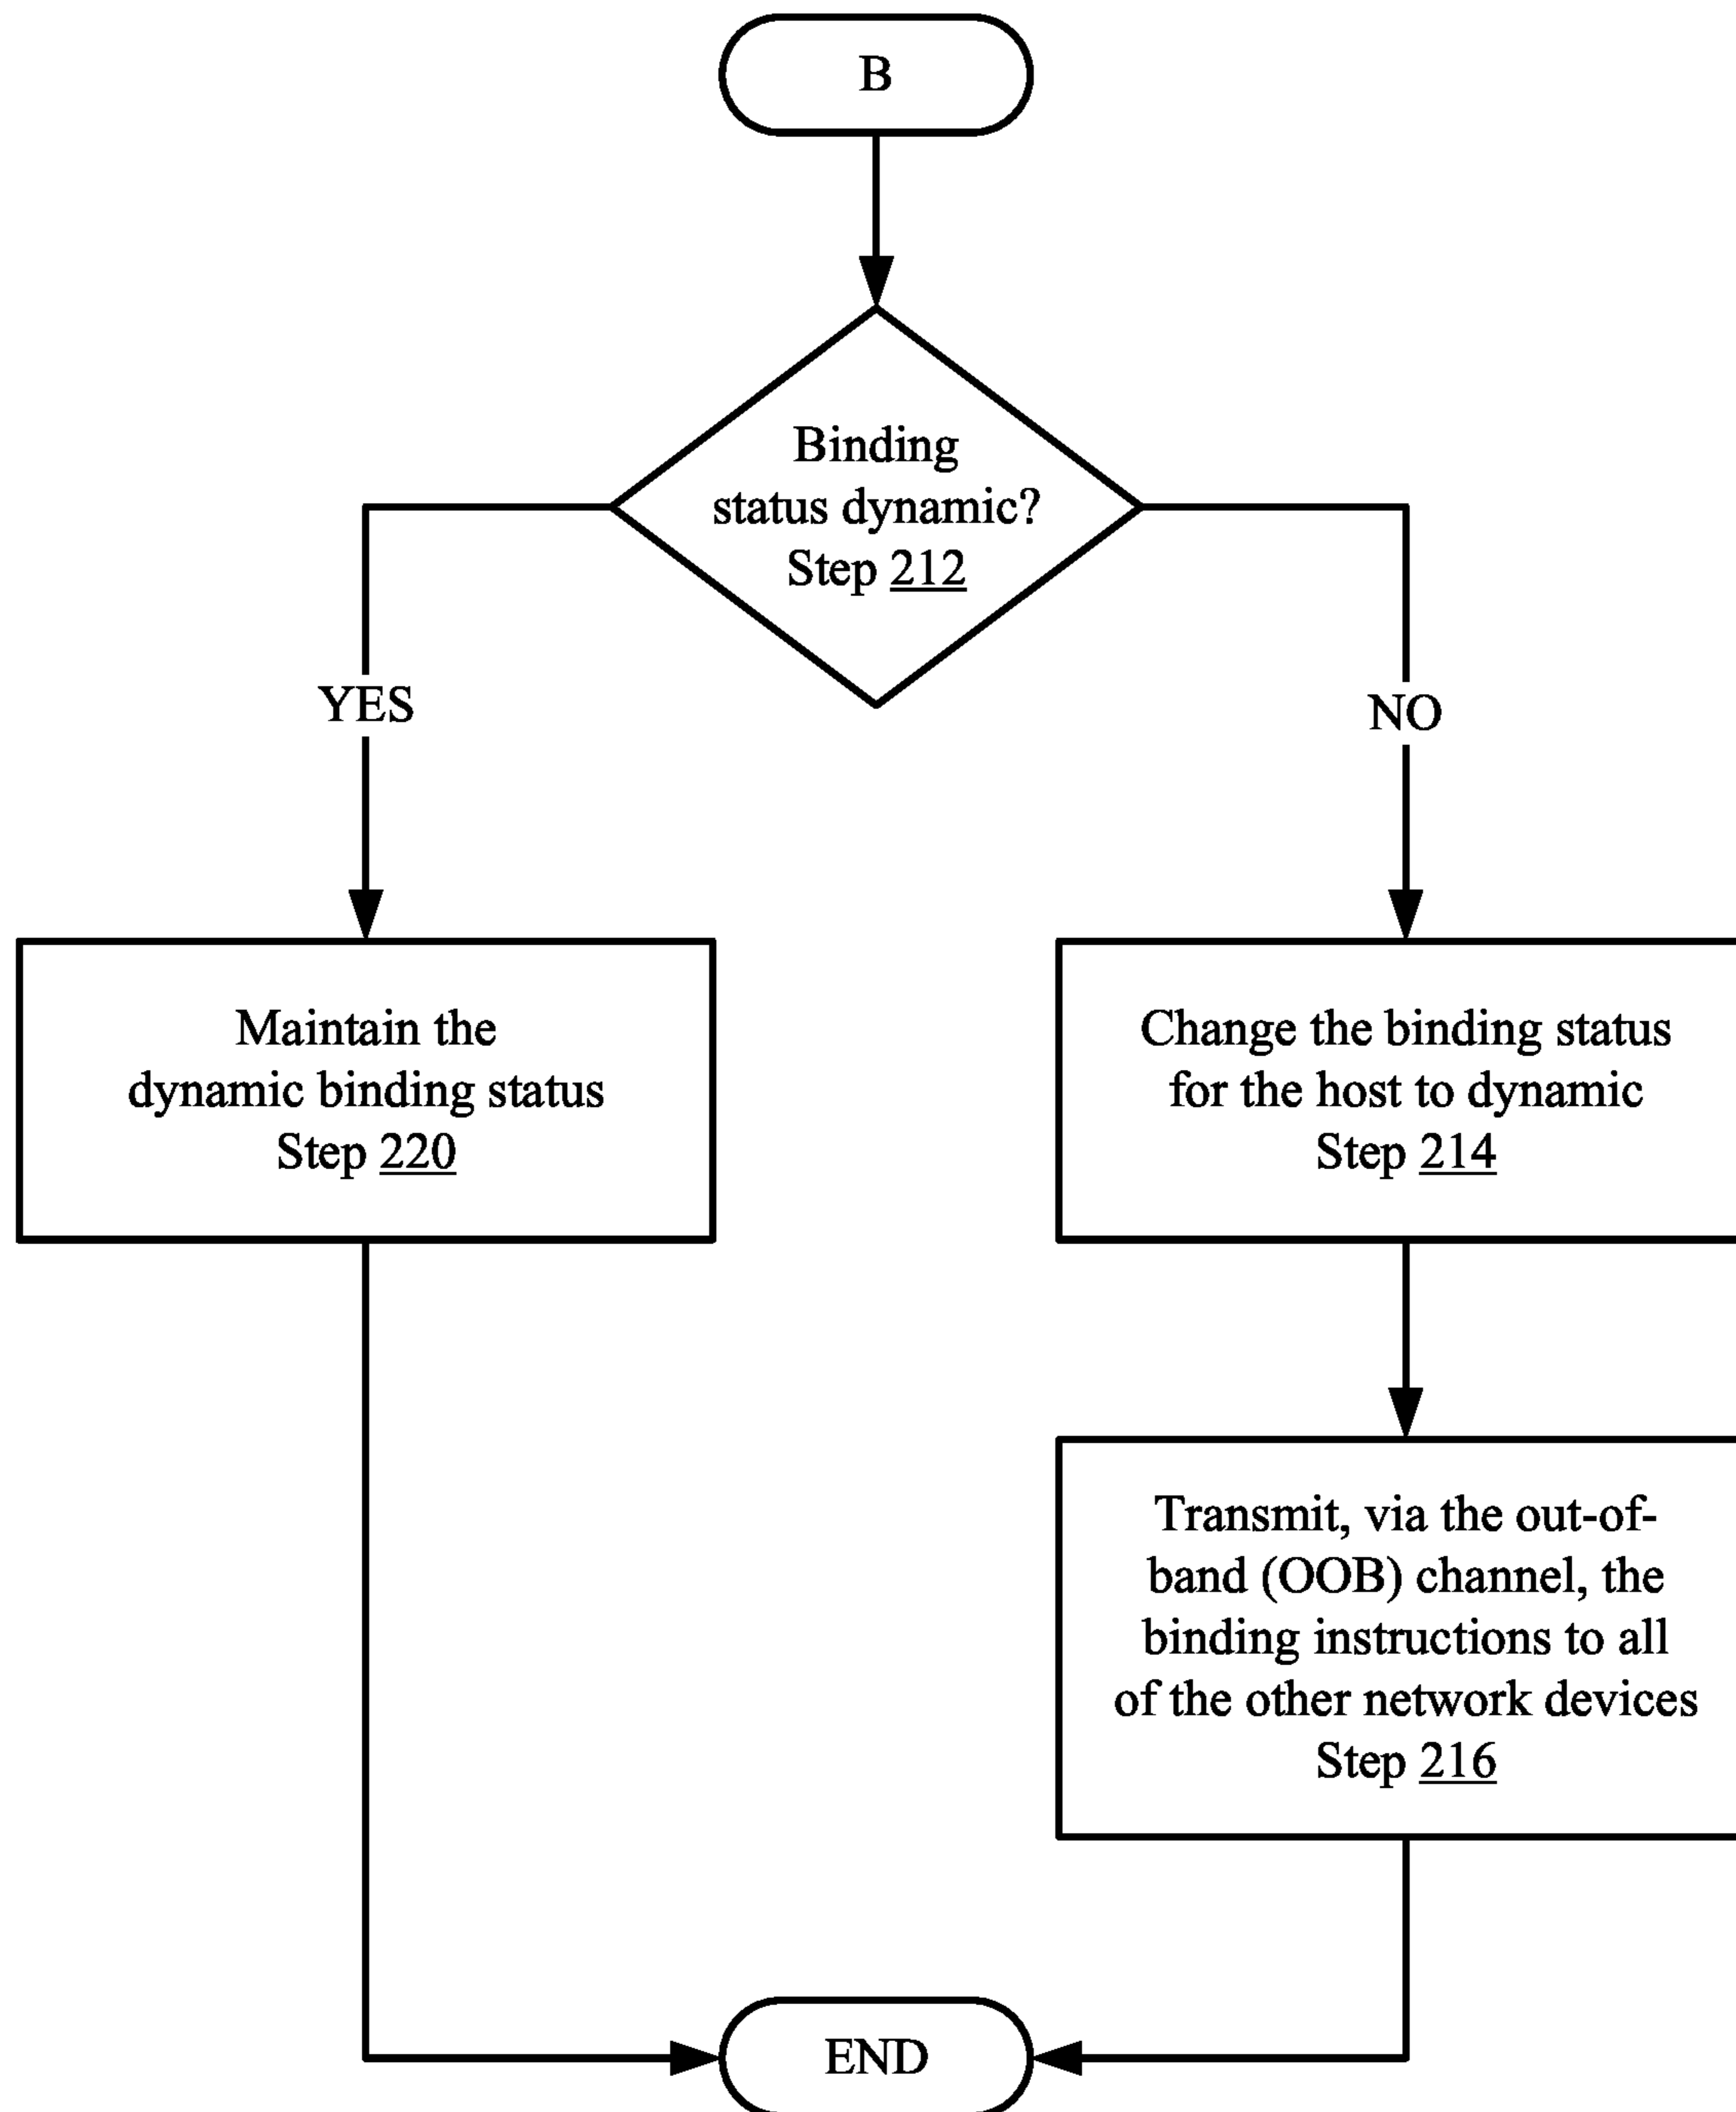 B
Binding
status dynamic?
Step 212
YES
NO
Maintain the
dynamic binding status
Step 220
Change the binding status
for the host to dynamic
Step 214
Transmit, via the out-of-
band (OOB) channel, the
binding instructions to all
of the other network devices
Step 216
END